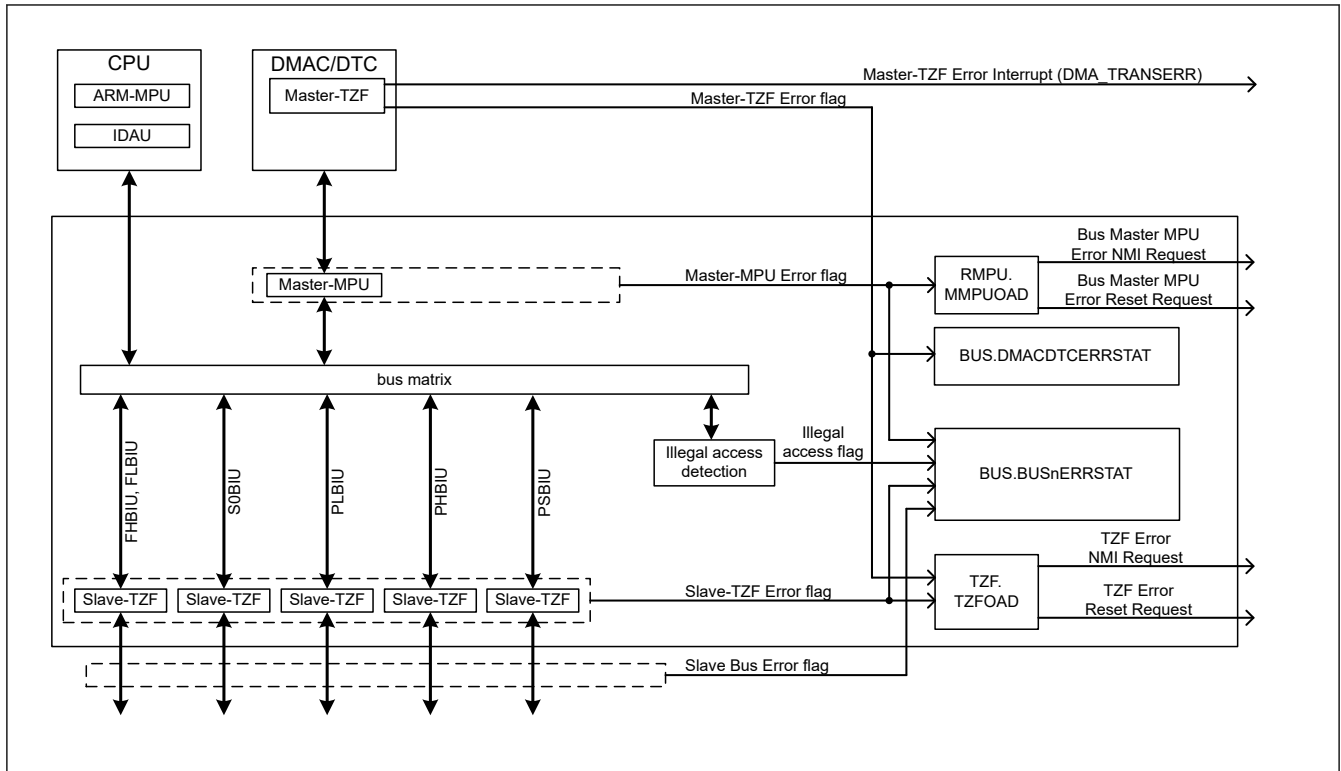 CPU
ARM-MPU
IDAU
DMAC/DTC
Master-TZF
Master-TZF Error Interrupt (DMA_TRANSERR)
Master-TZF Error flag
Master-MPU
Master-MPU Error flag
RMPU.
MMPUOAD
Bus Master MPU
Error NMI Request
Bus Master MPU
Error Reset Request
BUS.DMACDTCERRSTAT
bus matrix
FHBIU, FLBIU
S0BIU
PLBIU
PHBIU
PSBIU
Illegal access
detection
Illegal
access flag
BUS.BUSnERRSTAT
Slave-TZF
Slave-TZF
Slave-TZF
Slave-TZF
Slave-TZF
Slave-TZF Error flag
TZF.
TZFOAD
TZF Error
NMI Request
TZF Error
Reset Request
Slave Bus Error flag